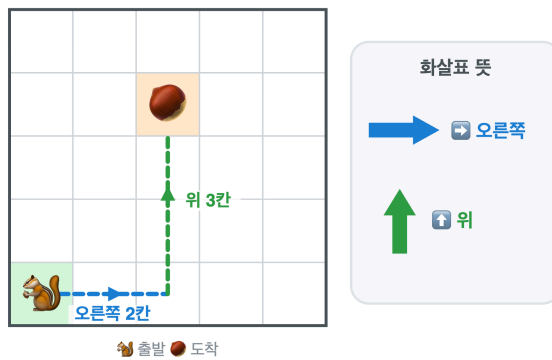 화살표 뜻
➡️ 오른쪽
⬆️ 위
위 3칸
오른쪽 2칸
🐿️ 출발 🌰 도착